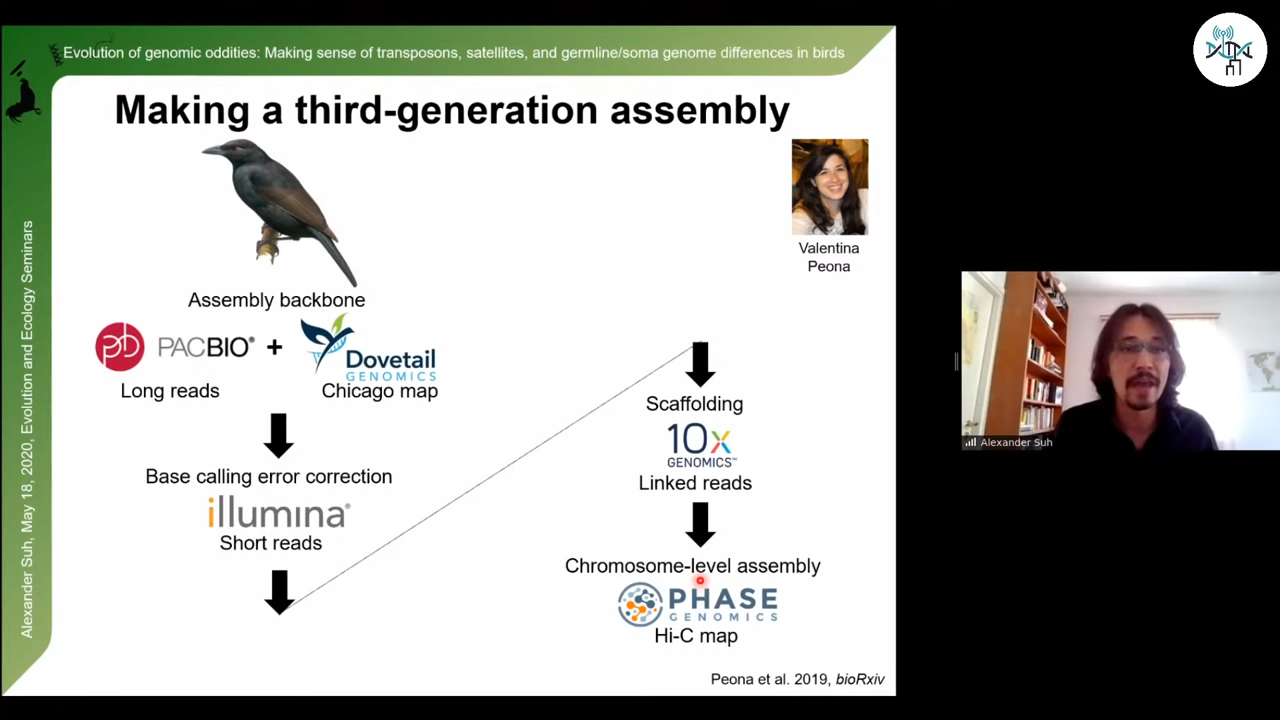 Evolution of genomic oddities: Making sense of transposons, satellites, and germline/soma genome differences in birds
Making a third-generation assembly
Valentina
Peona
Assembly backbone
pb PACBIO® + Dovetail
GENOMICS
Long reads Chicago map
Base calling error correction
illumina®
Short reads
Scaffolding
10x
GENOMICS™
Linked reads
Chromosome-level assembly
PHASE
GENOMICS
Hi-C map
Peona et al. 2019, bioRxiv
Alexander Suh, May 18, 2020, Evolution and Ecology Seminars
Alexander Suh